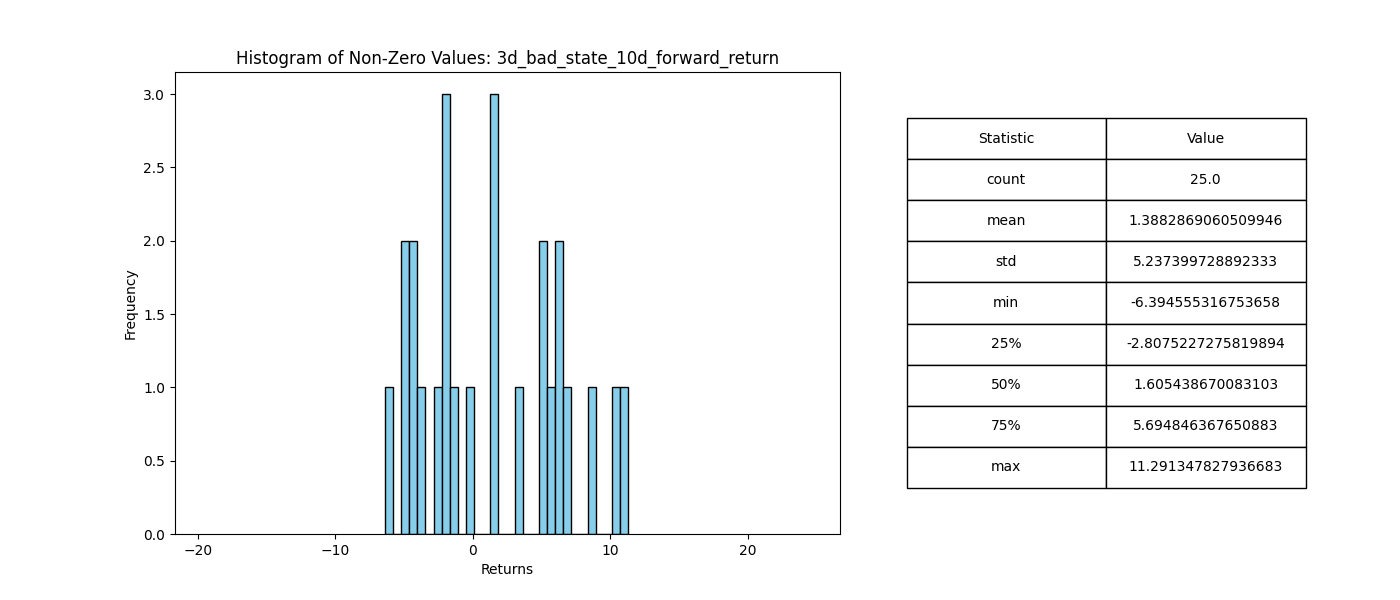 Histogram of Non-Zero Values: 3d_bad_state_10d_forward_return
3.0
2.5
2.0
1.5
1.0
0.5
0.0
Frequency
−20
−10
0
10
20
Returns
Statistic Value
count 25.0
mean 1.3882869060509946
std 5.237399728892333
min -6.394555316753658
25% -2.8075227275819894
50% 1.605438670083103
75% 5.694846367650883
max 11.291347827936683